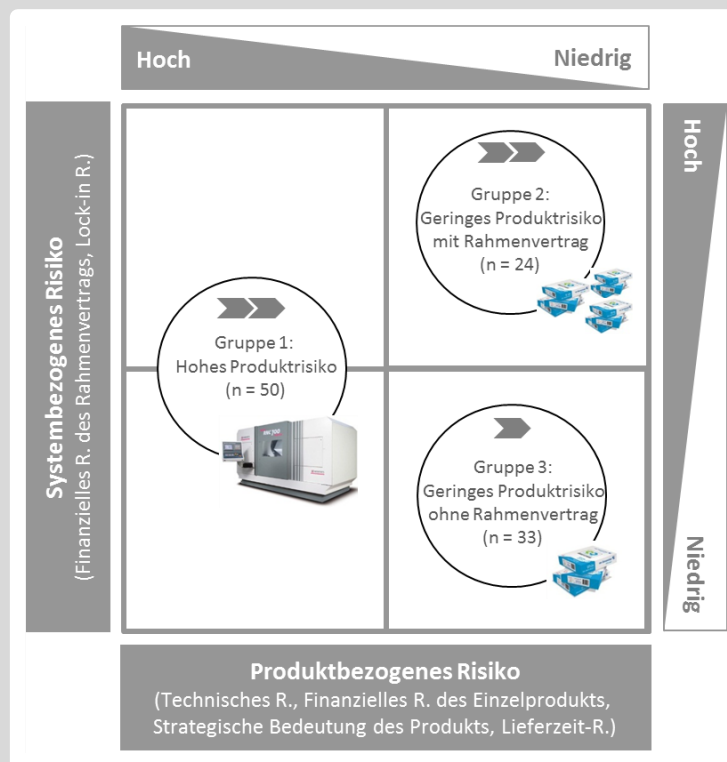 Hoch
Niedrig
Systembezogenes Risiko
(Finanzielles R. des Rahmenvertrags, Lock-in R.)
Gruppe 1:
Hohes Produktrisiko
(n = 50)
Gruppe 2:
Geringes Produktrisiko
mit Rahmenvertrag
(n = 24)
Gruppe 3:
Geringes Produktrisiko
ohne Rahmenvertrag
(n = 33)
Hoch
Niedrig
Produktbezogenes Risiko
(Technisches R., Finanzielles R. des Einzelprodukts,
Strategische Bedeutung des Produkts, Lieferzeit-R.)